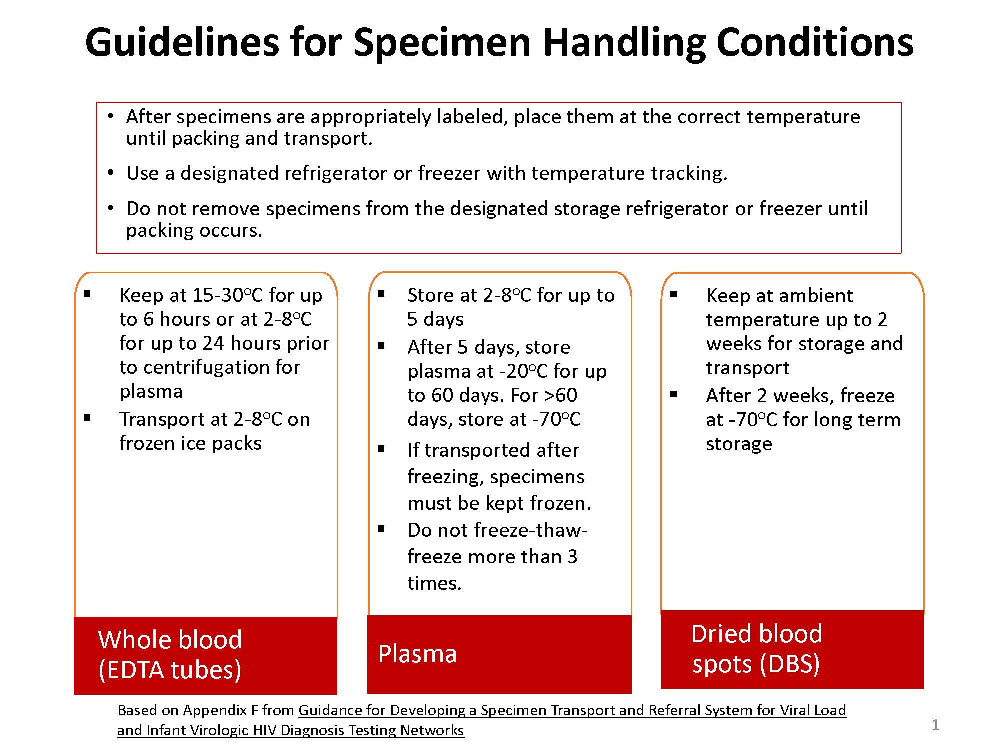 Guidelines for Specimen Handling Conditions
• After specimens are appropriately labeled, place them at the correct temperature
until packing and transport.
• Use a designated refrigerator or freezer with temperature tracking.
• Do not remove specimens from the designated storage refrigerator or freezer until
packing occurs.
▪ Keep at 15-30°C for up
to 6 hours or at 2-8°C
for up to 24 hours prior
to centrifugation for
plasma
▪ Transport at 2-8°C on
frozen ice packs
Whole blood
(EDTA tubes)
▪ Store at 2-8°C for up to
5 days
▪ After 5 days, store
plasma at -20°C for up
to 60 days. For >60
days, store at -70°C
▪ If transported after
freezing, specimens
must be kept frozen.
▪ Do not freeze-thaw-
freeze more than 3
times.
Plasma
▪ Keep at ambient
temperature up to 2
weeks for storage and
transport
▪ After 2 weeks, freeze
at -70°C for long term
storage
Dried blood
spots (DBS)
Based on Appendix F from Guidance for Developing a Specimen Transport and Referral System for Viral Load
and Infant Virologic HIV Diagnosis Testing Networks
1